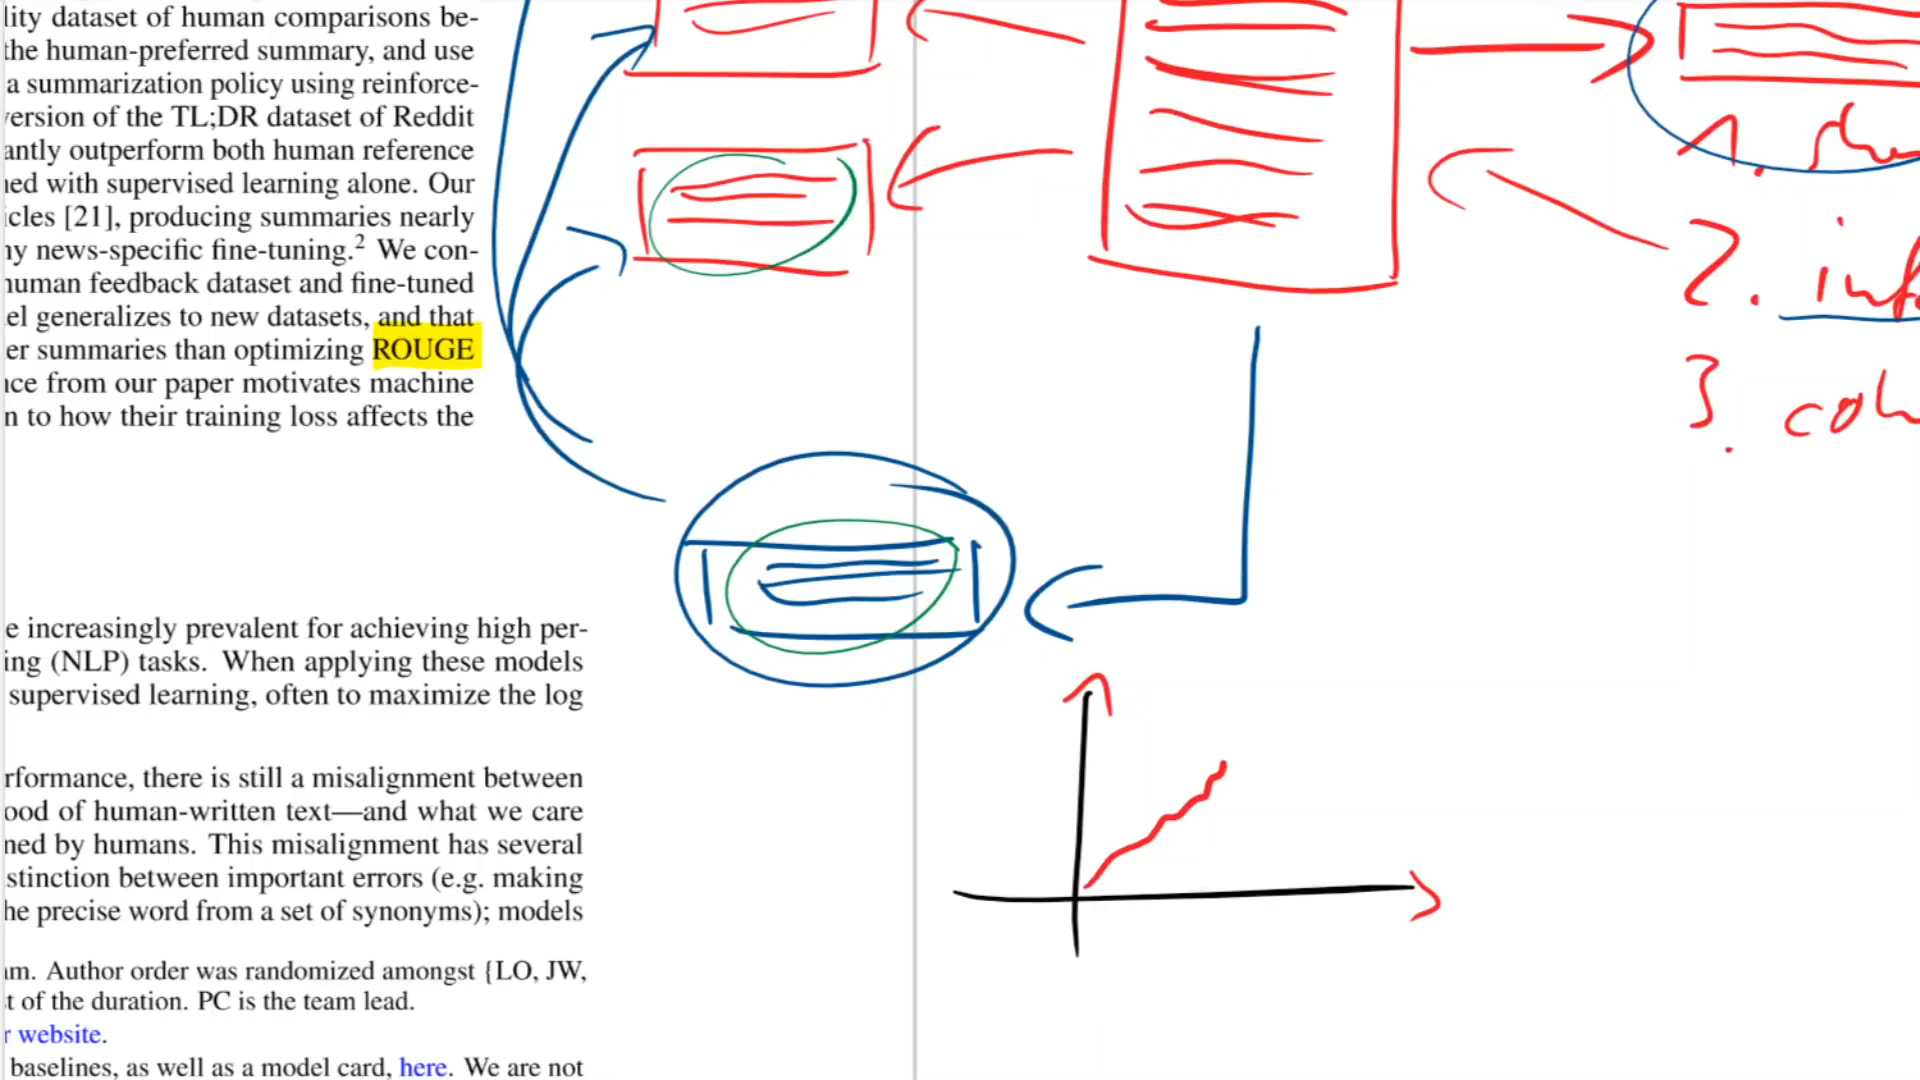 lity dataset of human comparisons be-
the human-preferred summary, and use
a summarization policy using reinforce-
ersion of the TL;DR dataset of Reddit
antly outperform both human reference
ned with supervised learning alone. Our
icles [21], producing summaries nearly
ny news-specific fine-tuning.² We con-
human feedback dataset and fine-tuned
el generalizes to new datasets, and that
er summaries than optimizing ROUGE
nce from our paper motivates machine
n to how their training loss affects the
e increasingly prevalent for achieving high per-
ing (NLP) tasks. When applying these models
supervised learning, often to maximize the log
rformance, there is still a misalignment between
ood of human-written text—and what we care
ned by humans. This misalignment has several
stinction between important errors (e.g. making
he precise word from a set of synonyms); models
am. Author order was randomized amongst {LO, JW,
t of the duration. PC is the team lead.
r website.
baselines, as well as a model card, here. We are not
1. sh
2. info
3. coh